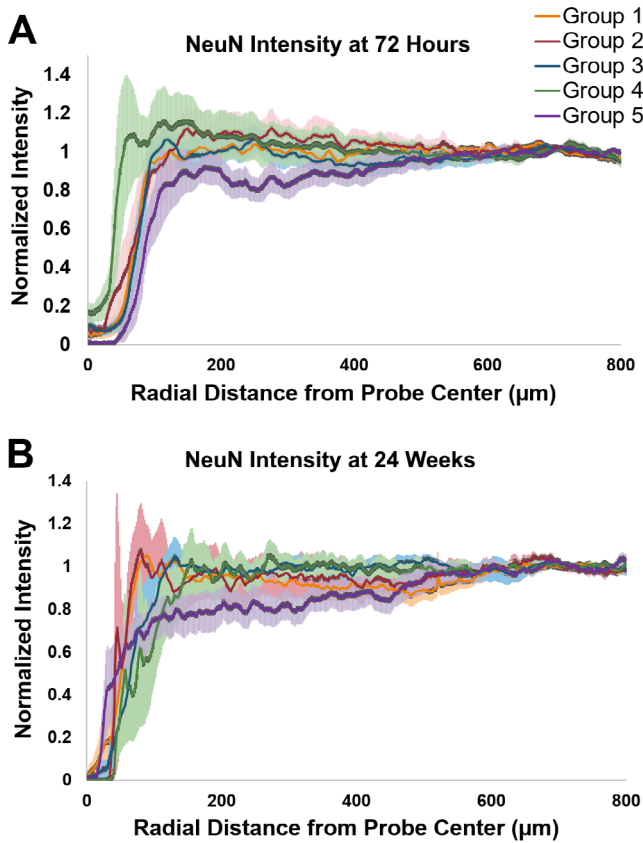 A
NeuN Intensity at 72 Hours
Group 1
Group 2
Group 3
Group 4
Group 5
Normalized Intensity
1.4
1.2
1
0.8
0.6
0.4
0.2
0
0
200
400
600
800
Radial Distance from Probe Center (µm)
B
NeuN Intensity at 24 Weeks
Normalized Intensity
1.4
1.2
1
0.8
0.6
0.4
0.2
0
0
200
400
600
800
Radial Distance from Probe Center (µm)